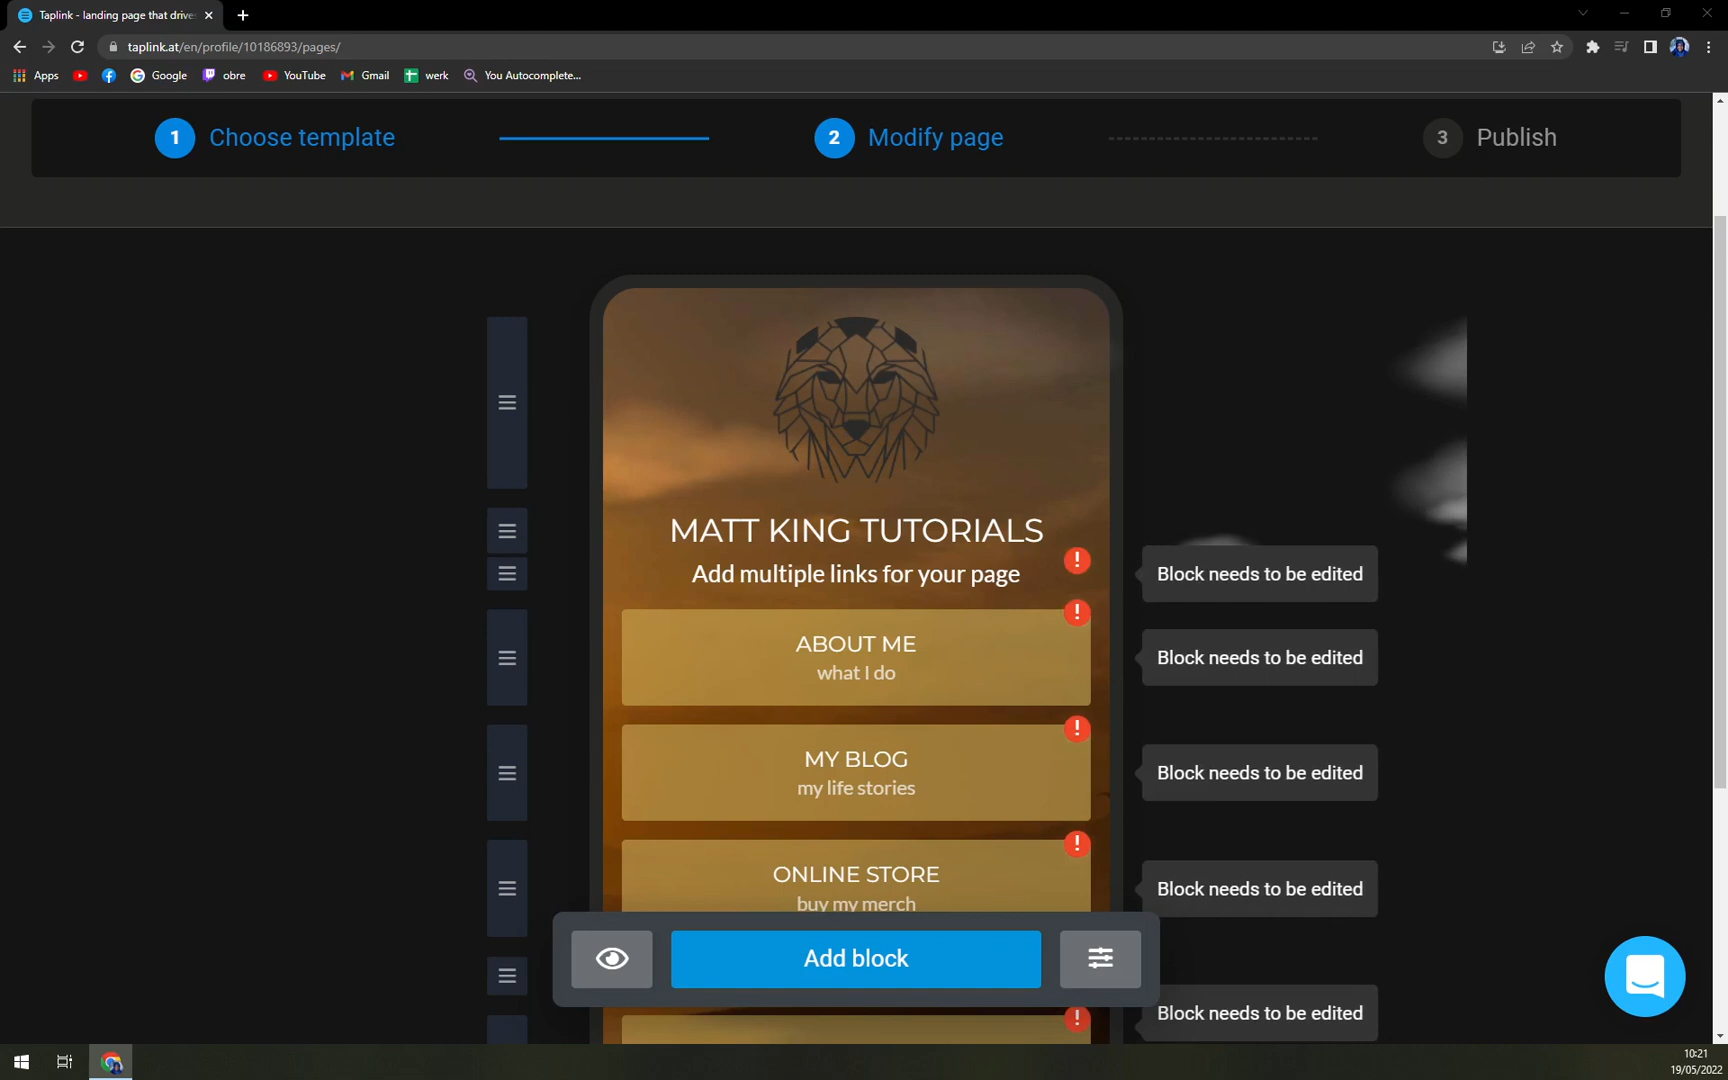 Taplink - landing page that drives
taplink.at/en/profile/10186893/pages/
Apps
Google
obre
YouTube
Gmail
werk
You Autocomplete...
1 Choose template
2 Modify page
3 Publish
MATT KING TUTORIALS
Add multiple links for your page
!
Block needs to be edited
!
ABOUT ME
what I do
Block needs to be edited
!
MY BLOG
my life stories
Block needs to be edited
!
ONLINE STORE
buy my merch
Block needs to be edited
Add block
!
Block needs to be edited
10:21
19/05/2022